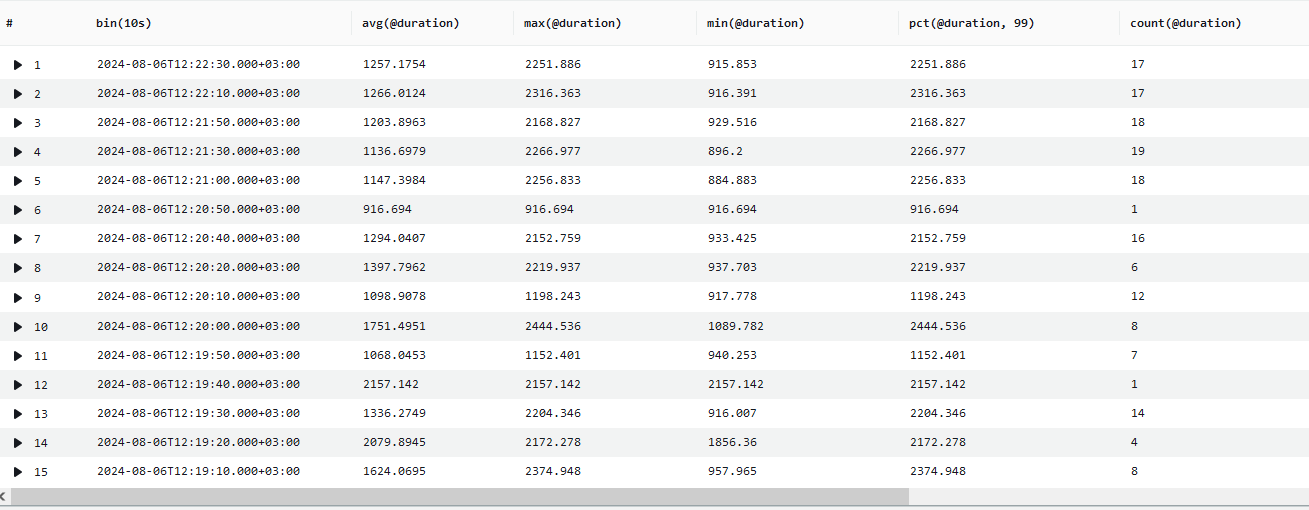 # bin(10s) avg(@duration) max(@duration) min(@duration) pct(@duration, 99) count(@duration)
1 2024-08-06T12:22:30.000+03:00 1257.1754 2251.886 915.853 2251.886 17
2 2024-08-06T12:22:10.000+03:00 1266.0124 2316.363 916.391 2316.363 17
3 2024-08-06T12:21:50.000+03:00 1203.8963 2168.827 929.516 2168.827 18
4 2024-08-06T12:21:30.000+03:00 1136.6979 2266.977 896.2 2266.977 19
5 2024-08-06T12:21:00.000+03:00 1147.3984 2256.833 884.883 2256.833 18
6 2024-08-06T12:20:50.000+03:00 916.694 916.694 916.694 916.694 1
7 2024-08-06T12:20:40.000+03:00 1294.0407 2152.759 933.425 2152.759 16
8 2024-08-06T12:20:20.000+03:00 1397.7962 2219.937 937.703 2219.937 6
9 2024-08-06T12:20:10.000+03:00 1098.9078 1198.243 917.778 1198.243 12
10 2024-08-06T12:20:00.000+03:00 1751.4951 2444.536 1089.782 2444.536 8
11 2024-08-06T12:19:50.000+03:00 1068.0453 1152.401 940.253 1152.401 7
12 2024-08-06T12:19:40.000+03:00 2157.142 2157.142 2157.142 2157.142 1
13 2024-08-06T12:19:30.000+03:00 1336.2749 2204.346 916.007 2204.346 14
14 2024-08-06T12:19:20.000+03:00 2079.8945 2172.278 1856.36 2172.278 4
15 2024-08-06T12:19:10.000+03:00 1624.0695 2374.948 957.965 2374.948 8